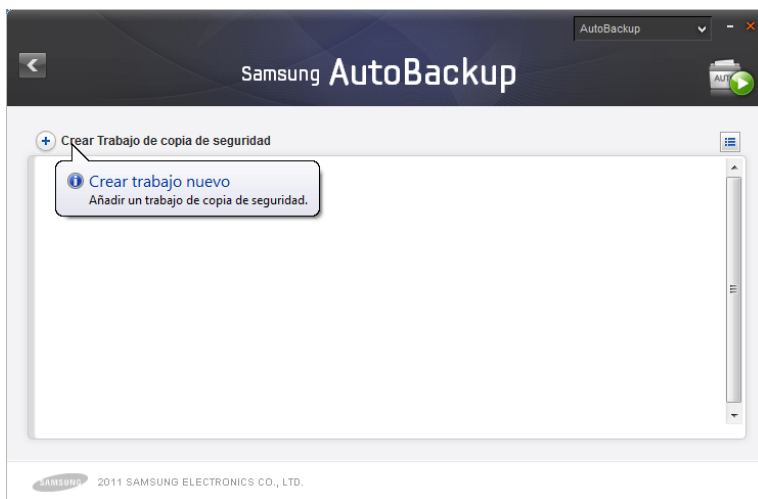 AutoBackup
samsung AutoBackup
AUTO
Crear Trabajo de copia de seguridad
Crear trabajo nuevo
Añadir un trabajo de copia de seguridad.
SAMSUNG 2011 SAMSUNG ELECTRONICS CO., LTD.